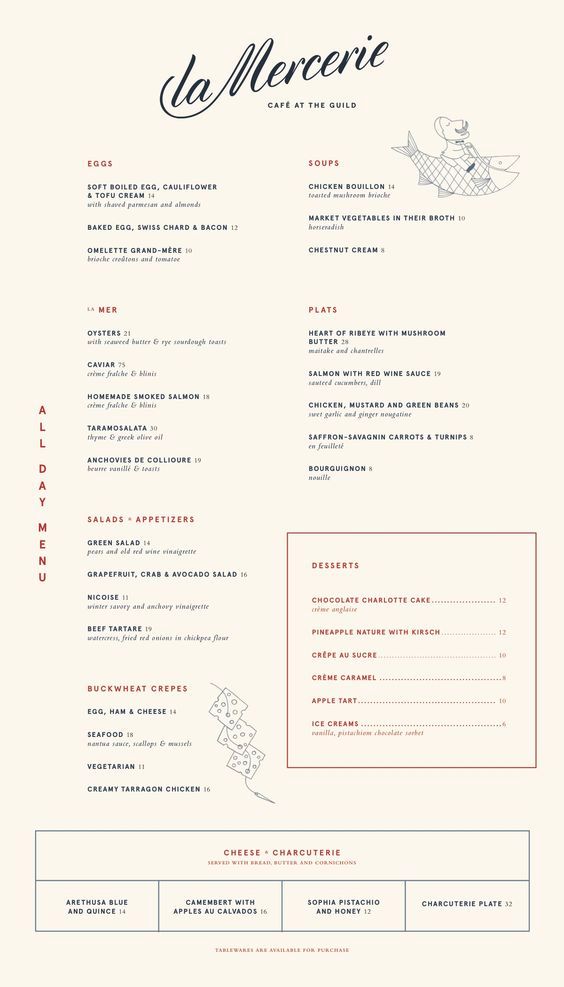 la Mercerie
CAFÉ AT THE GUILD
EGGS
SOFT BOILED EGG, CAULIFLOWER
& TOFU CREAM 14
with shaved parmesan and almonds
BAKED EGG, SWISS CHARD & BACON 12
OMELETTE GRAND-MÈRE 10
brioche croûtons and tomatoe
SOUPS
CHICKEN BOUILLON 14
toasted mushroom brioche
MARKET VEGETABLES IN THEIR BROTH 10
horseradish
CHESTNUT CREAM 8
ALL DAY MENU
LA MER
OYSTERS 21
with seaweed butter & rye sourdough toasts
CAVIAR 75
crème fraîche & blinis
HOMEMADE SMOKED SALMON 18
crème fraîche & blinis
TARAMOSALATA 30
thyme & greek olive oil
ANCHOVIES DE COLLIOURE 19
beurre vanillé & toasts
PLATS
HEART OF RIBEYE WITH MUSHROOM
BUTTER 28
maitake and chantrelles
SALMON WITH RED WINE SAUCE 19
sauteed cucumbers, dill
CHICKEN, MUSTARD AND GREEN BEANS 20
swet garlic and ginger nougatine
SAFFRON-SAVAGNIN CARROTS & TURNIPS 8
en feuilleté
BOURGUIGNON 8
nouille
SALADS & APPETIZERS
GREEN SALAD 14
pears and old red wine vinaigrette
GRAPEFRUIT, CRAB & AVOCADO SALAD 16
NICOISE 11
winter savory and anchovy vinaigrette
BEEF TARTARE 19
watercress, fried red onions in chickpea flour
BUCKWHEAT CREPES
EGG, HAM & CHEESE 14
SEAFOOD 18
nantua sauce, scallops & mussels
VEGETARIAN 11
CREAMY TARRAGON CHICKEN 16
DESSERTS
CHOCOLATE CHARLOTTE CAKE 12
crème anglaise
PINEAPPLE NATURE WITH KIRSCH 12
CRÊPE AU SUCRE 10
CRÈME CARAMEL 8
APPLE TART 10
ICE CREAMS 6
vanilla, pistachiom chocolate sorbet
CHEESE & CHARCUTERIE
SERVED WITH BREAD, BUTTER AND CORNICHONS
ARETHUSA BLUE
AND QUINCE 14
CAMEMBERT WITH
APPLES AU CALVADOS 16
SOPHIA PISTACHIO
AND HONEY 12
CHARCUTERIE PLATE 32
TABLEWARES ARE AVAILABLE FOR PURCHASE